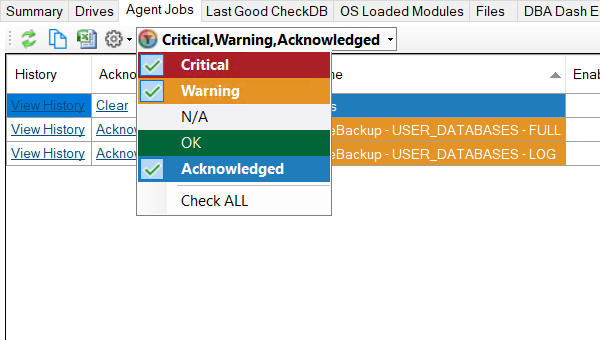 Summary Drives Agent Jobs Last Good CheckDB OS Loaded Modules Files DBA Dash E
Critical,Warning,Acknowledged
History Ackno me Enab
Critical
Warning
View History Clear s
N/A
View History Acknow eBackup - USER_DATABASES - FULL
OK
View History Acknow eBackup - USER_DATABASES - LOG
Acknowledged
Check ALL